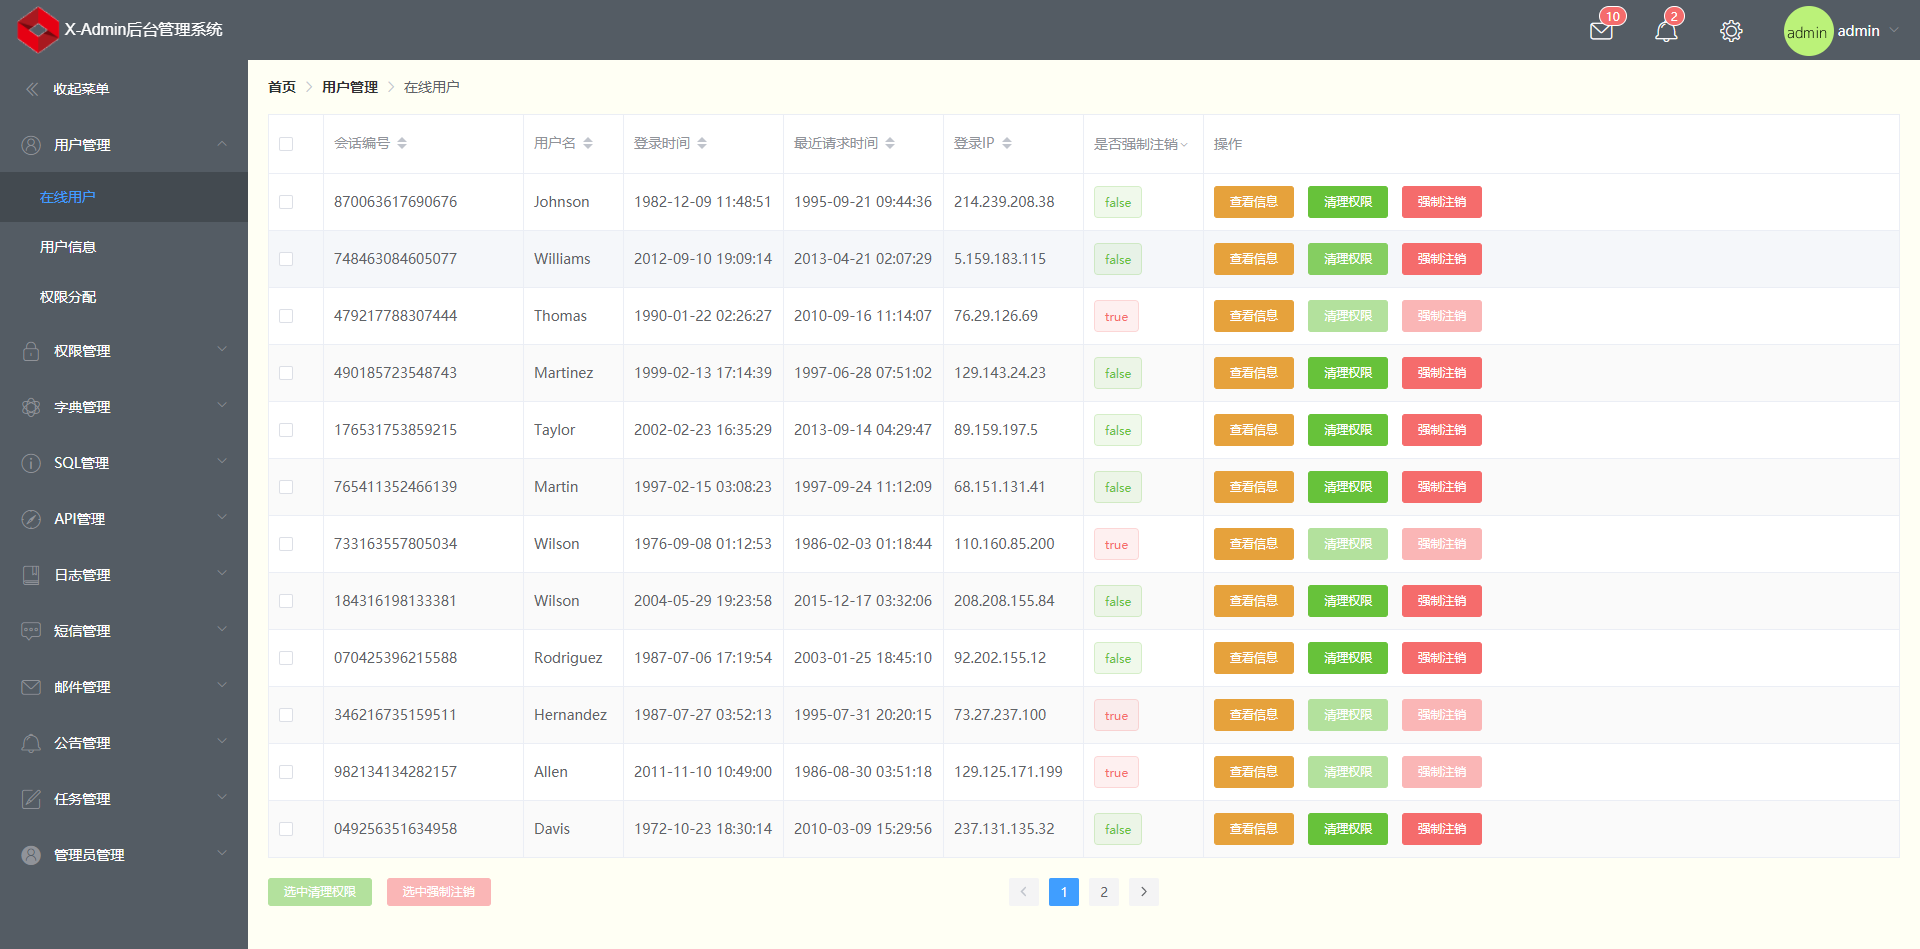 X-Admin后台管理系统
10
2
admin
admin
收起菜单
用户管理
在线用户
用户信息
权限分配
权限管理
字典管理
SQL管理
API管理
日志管理
短信管理
邮件管理
公告管理
任务管理
管理员管理
首页 用户管理 在线用户
会话编号 用户名 登录时间 最近请求时间 登录IP 是否强制注销 操作
870063617690676 Johnson 1982-12-09 11:48:51 1995-09-21 09:44:36 214.239.208.38 false 查看信息 清理权限 强制注销
748463084605077 Williams 2012-09-10 19:09:14 2013-04-21 02:07:29 5.159.183.115 false 查看信息 清理权限 强制注销
479217788307444 Thomas 1990-01-22 02:26:27 2010-09-16 11:14:07 76.29.126.69 true 查看信息 清理权限 强制注销
490185723548743 Martinez 1999-02-13 17:14:39 1997-06-28 07:51:02 129.143.24.23 false 查看信息 清理权限 强制注销
176531753859215 Taylor 2002-02-23 16:35:29 2013-09-14 04:29:47 89.159.197.5 false 查看信息 清理权限 强制注销
765411352466139 Martin 1997-02-15 03:08:23 1997-09-24 11:12:09 68.151.131.41 false 查看信息 清理权限 强制注销
733163557805034 Wilson 1976-09-08 01:12:53 1986-02-03 01:18:44 110.160.85.200 true 查看信息 清理权限 强制注销
184316198133381 Wilson 2004-05-29 19:23:58 2015-12-17 03:32:06 208.208.155.84 false 查看信息 清理权限 强制注销
070425396215588 Rodriguez 1987-07-06 17:19:54 2003-01-25 18:45:10 92.202.155.12 false 查看信息 清理权限 强制注销
346216735159511 Hernandez 1987-07-27 03:52:13 1995-07-31 20:20:15 73.27.237.100 true 查看信息 清理权限 强制注销
982134134282157 Allen 2011-11-10 10:49:00 1986-08-30 03:51:18 129.125.171.199 true 查看信息 清理权限 强制注销
049256351634958 Davis 1972-10-23 18:30:14 2010-03-09 15:29:56 237.131.135.32 false 查看信息 清理权限 强制注销
选中清理权限 选中强制注销 1 2